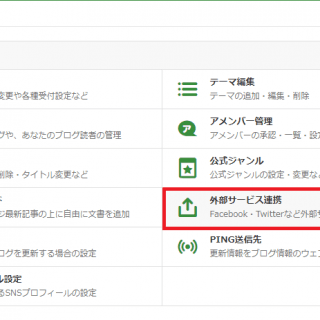 テーマ編集
変更や各種受付設定など
テーマの追加・編集・削除
アメンバー管理
グや、あなたのブログ読者の管理
アメンバーの承認・一覧・設
公式ジャンル
削除・タイトル変更など
公式ジャンルの設定・変更な
外部サービス連携
ジ最新記事の上に自由に文書を追加
Facebook・Twitterなど外部サ
PING送信先
ログを更新する場合の設定
更新情報をブログ情報のウェ
ル設定
るSNSプロフィールの設定